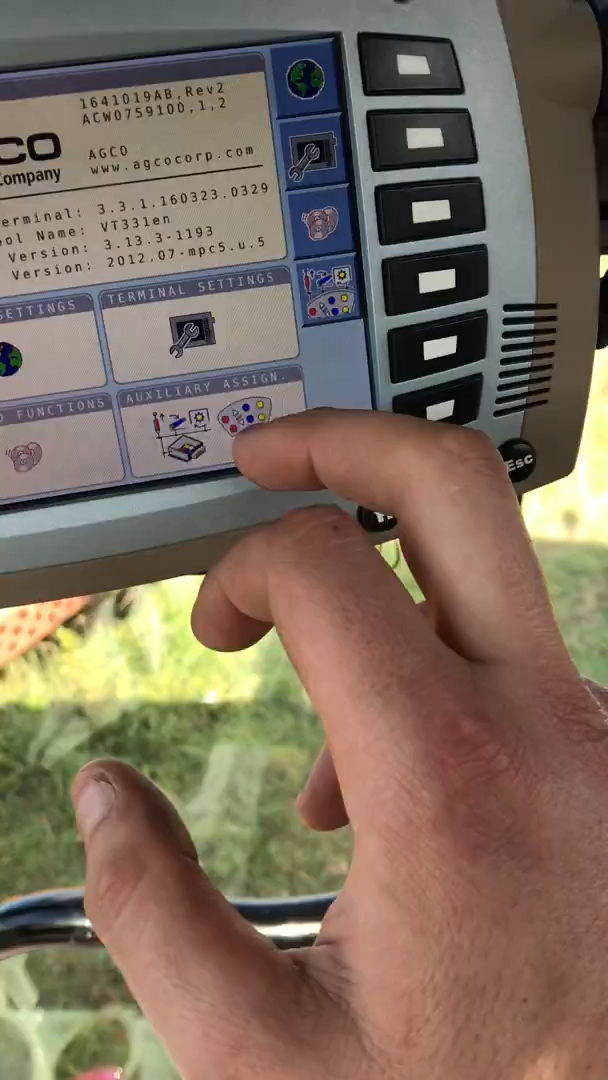 1641019AB,Rev2
ACW0759100,1,2
CO
Company
AGCO
www.agcocorp.com
erminal: 3.3.1.160323.0329
ol Name: VT331en
Version: 3.13.3-1193
Version: 2012.07-mpc5.u.5
SETTINGS
TERMINAL SETTINGS
FUNCTIONS
AUXILIARY ASSIGN.
Esc